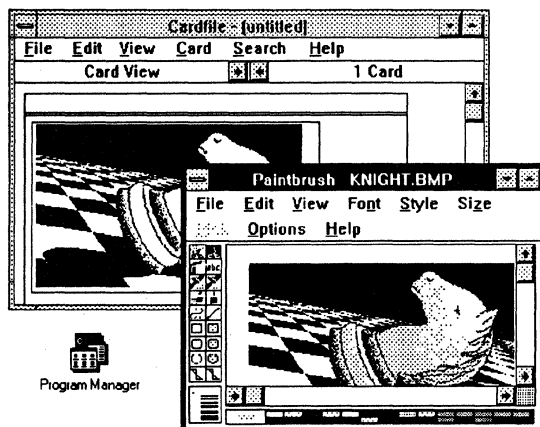 Cardfile - [untitled]
File Edit View Card Search Help
Card View 1 Card
Paintbrush KNIGHT.BMP
File Edit View Font Style Size
Options Help
abc
Program Manager